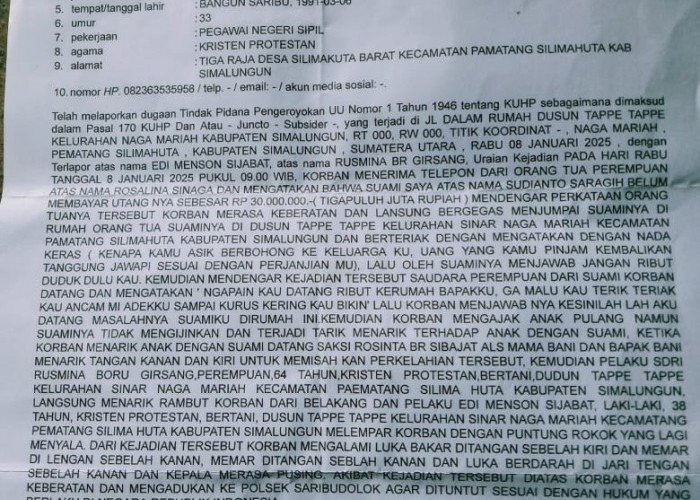 5. tempat/tanggal lahir : BANGUN SARIBU, 1991-03-06
6. umur : 33
7. pekerjaan : PEGAWAI NEGERI SIPIL
8. agama : KRISTEN PROTESTAN
9. alamat : TIGA RAJA DESA SILIMAKUTA BARAT KECAMATAN PAMATANG SILIMAHUTA KAB
SIMALUNGUN
10. nomor HP. 082363535958 / telp. - / email: - / akun media sosial: -.
Telah melaporkan dugaan Tindak Pidana Pengeroyokan UU Nomor 1 Tahun 1946 tentang KUHP sebagaimana dimaksud
dalam Pasal 170 KUHP Dan Atau - Juncto - Subsider -, yang terjadi di JL DALAM RUMAH DUSUN TAPPE TAPPE
KELURAHAN NAGA MARIAH KABUPATEN SIMALUNGUN, RT 000, RW 000, TITIK KOORDINAT - , NAGA MARIAH ,
PEMATANG SILIMAHUTA , KABUPATEN SIMALUNGUN, SUMATERA UTARA , RABU 08 JANUARI 2025 , dengan
Terlapor atas nama EDI MENSON SIJABAT, atas nama RUSMINA BR GIRSANG, Uraian Kejadian PADA HARI RABU
TANGGAL 8 JANUARI 2025 PUKUL 09.00 WIB, KORBAN MENERIMA TELEPON DARI ORANG TUA PEREMPUAN
ATAS NAMA ROSALINA SINAGA DAN MENGATAKAN BAHWA SUAMI SAYA ATAS NAMA SUDIANTO SARAGIH BELUM
MEMBAYAR UTANG NYA SEBESAR RP 30.000.000.-( TIGAPULUH JUTA RUPIAH ) MENDENGAR PERKATAAN ORANG
TUANYA TERSEBUT KORBAN MERASA KEBERATAN DAN LANSUNG BERGEGAS MENJUMPAI SUAMINYA DI
RUMAH ORANG TUA SUAMINYA DI DUSUN TAPPE TAPPE KELURAHAN SINAR NAGA MARIAH KECAMATAN
PAMATANG SILIMAHUTA KABUPATEN SIMALUNGUN DAN BERTERIAK DENGAN MENGATAKAN DENGAN NADA
KERAS ( KENAPA KAMU ASIK BERBOHONG KE KELUARGA KU, UANG YANG KAMU PINJAM KEMBALIKAN
TANGGUNG JAWAPI SESUAI DENGAN PERJANJIAN MU), LALU OLEH SUAMINYA MENJAWAB JANGAN RIBUT
DUDUK DULU KAU. KEMUDIAN MENDENGAR KEJADIAN TERSEBUT SAUDARA PEREMPUAN DARI SUAMI KORBAN
DATANG DAN MENGATAKAN ' NGAPAIN KAU DATANG RIBUT KERUMAH BAPAKKU, GA MALU KAU TERIK TERIAK
KAU ANCAM MI ADEKKU SAMPAI KURUS KERING KAU BIKIN' LALU KORBAN MENJAWAB NYA KESINILAH LAH AKU
DATANG MASALAHNYA SUAMIKU DIRUMAH INI.KEMUDIAN KORBAN MENGAJAK ANAK PULANG NAMUN
SUAMINYA TIDAK MENGIJINKAN DAN TERJADI TARIK MENARIK TERHADAP ANAK DENGAN SUAMI, KETIKA
KORBAN MENARIK ANAK DENGAN SUAMI DATANG SAKSI ROSINTA BR SIBAJAT ALS MAMA BANI DAN BAPAK BANI
MENARIK TANGAN KANAN DAN KIRI UNTUK MEMISAH KAN PERKELAHIAN TERSEBUT, KEMUDIAN PELAKU SDRI
RUSMINA BORU GIRSANG,PEREMPUAN,64 TAHUN,KRISTEN PROTESTAN,BERTANI,DUDUN TAPPE TAPPE
KELURAHAN SINAR NAGA MARIAH KECAMATAN PAEMATANG SILIMA HUTA KABUPATEN SIMALUNGUN,
LANGSUNG MENARIK RAMBUT KORBAN DARI BELAKANG DAN PELAKU EDI MENSON SIJABAT, LAKI-LAKI, 38
TAHUN, KRISTEN PROTESTAN, BERTANI, DUSUN TAPPE TAPPE KELURAHAN SINAR NAGA MARIAH KECAMATANG
PEMATANG SILIMA HUTA KABUPATEN SIMALUNGUN MELEMPAR KORBAN DENGAN PUNTUNG ROKOK YANG LAGI
MENYALA. DARI KEJADIAN TERSEBUT KORBAN MENGALAMI LUKA BAKAR DITANGAN SEBELAH KIRI DAN MEMAR
DI LENGEN SEBELAH KANAN, MEMAR DITANGAN SEBLAH KANAN DAN LUKA BERDARAH DI JARI TENGAN
SEBELAH KANAN DAN KEPALA MERASA PUSING. AKIBAT KEJADIAN TERSEBUT DIATAS KORBAN MERASA
KEBERATAN DAN MENGADUKAN KE POLSEK SARIBUDOLOK AGAR DITUNTUT SESUAI DENGAN HUKUM YANG